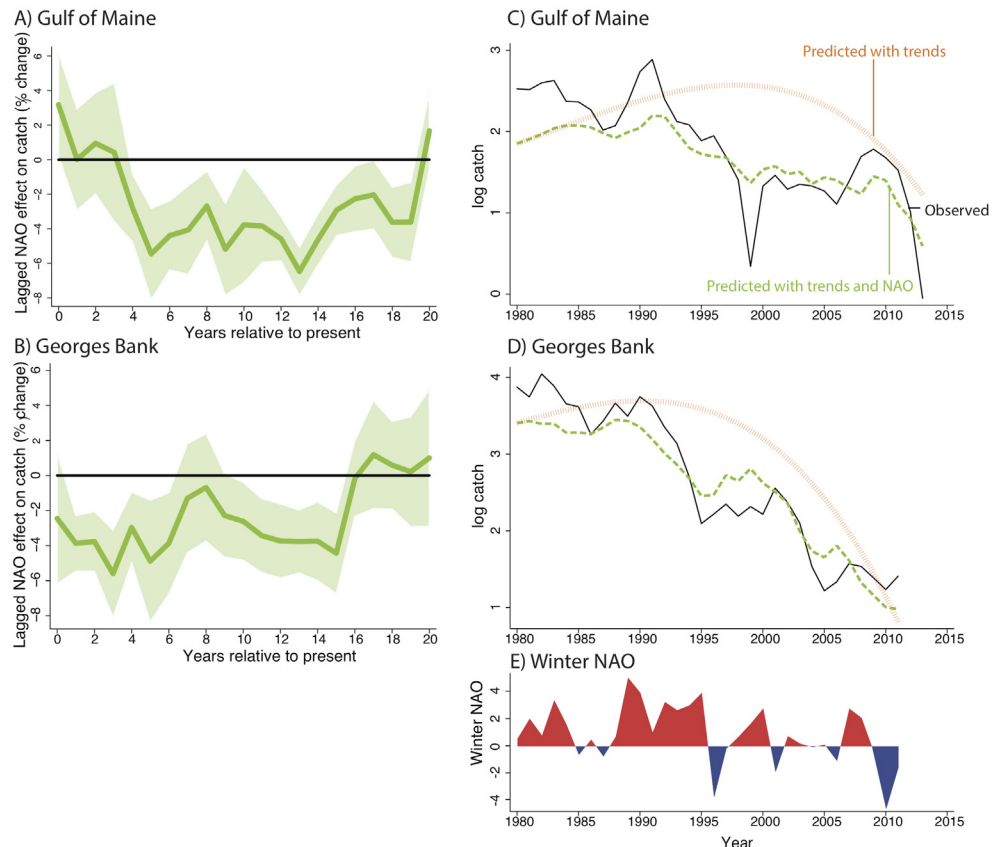 A) Gulf of Maine
Lagged NAO effect on catch (% change)
6
4
2
0
-2
-4
-6
-8
0 2 4 6 8 10 12 14 16 18 20
Years relative to present
B) Georges Bank
Lagged NAO effect on catch (% change)
6
4
2
0
-2
-4
-6
-8
0 2 4 6 8 10 12 14 16 18 20
Years relative to present
C) Gulf of Maine
Predicted with trends
log catch
3
2
1
0
Observed
Predicted with trends and NAO
1980 1985 1990 1995 2000 2005 2010 2015
D) Georges Bank
log catch
4
3
2
1
1980 1985 1990 1995 2000 2005 2010 2015
E) Winter NAO
Winter NAO
4
2
0
-2
-4
1980 1985 1990 1995 2000 2005 2010 2015
Year